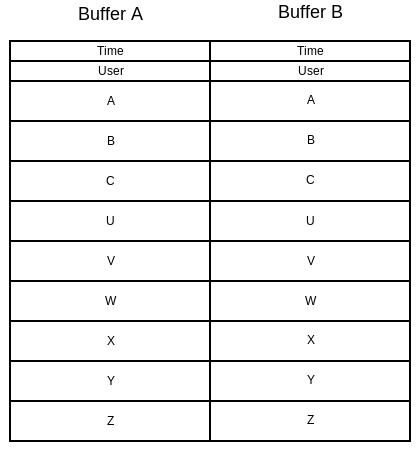 Buffer A Buffer B
Time Time
User User
A A
B B
C C
U U
V V
W W
X X
Y Y
Z Z